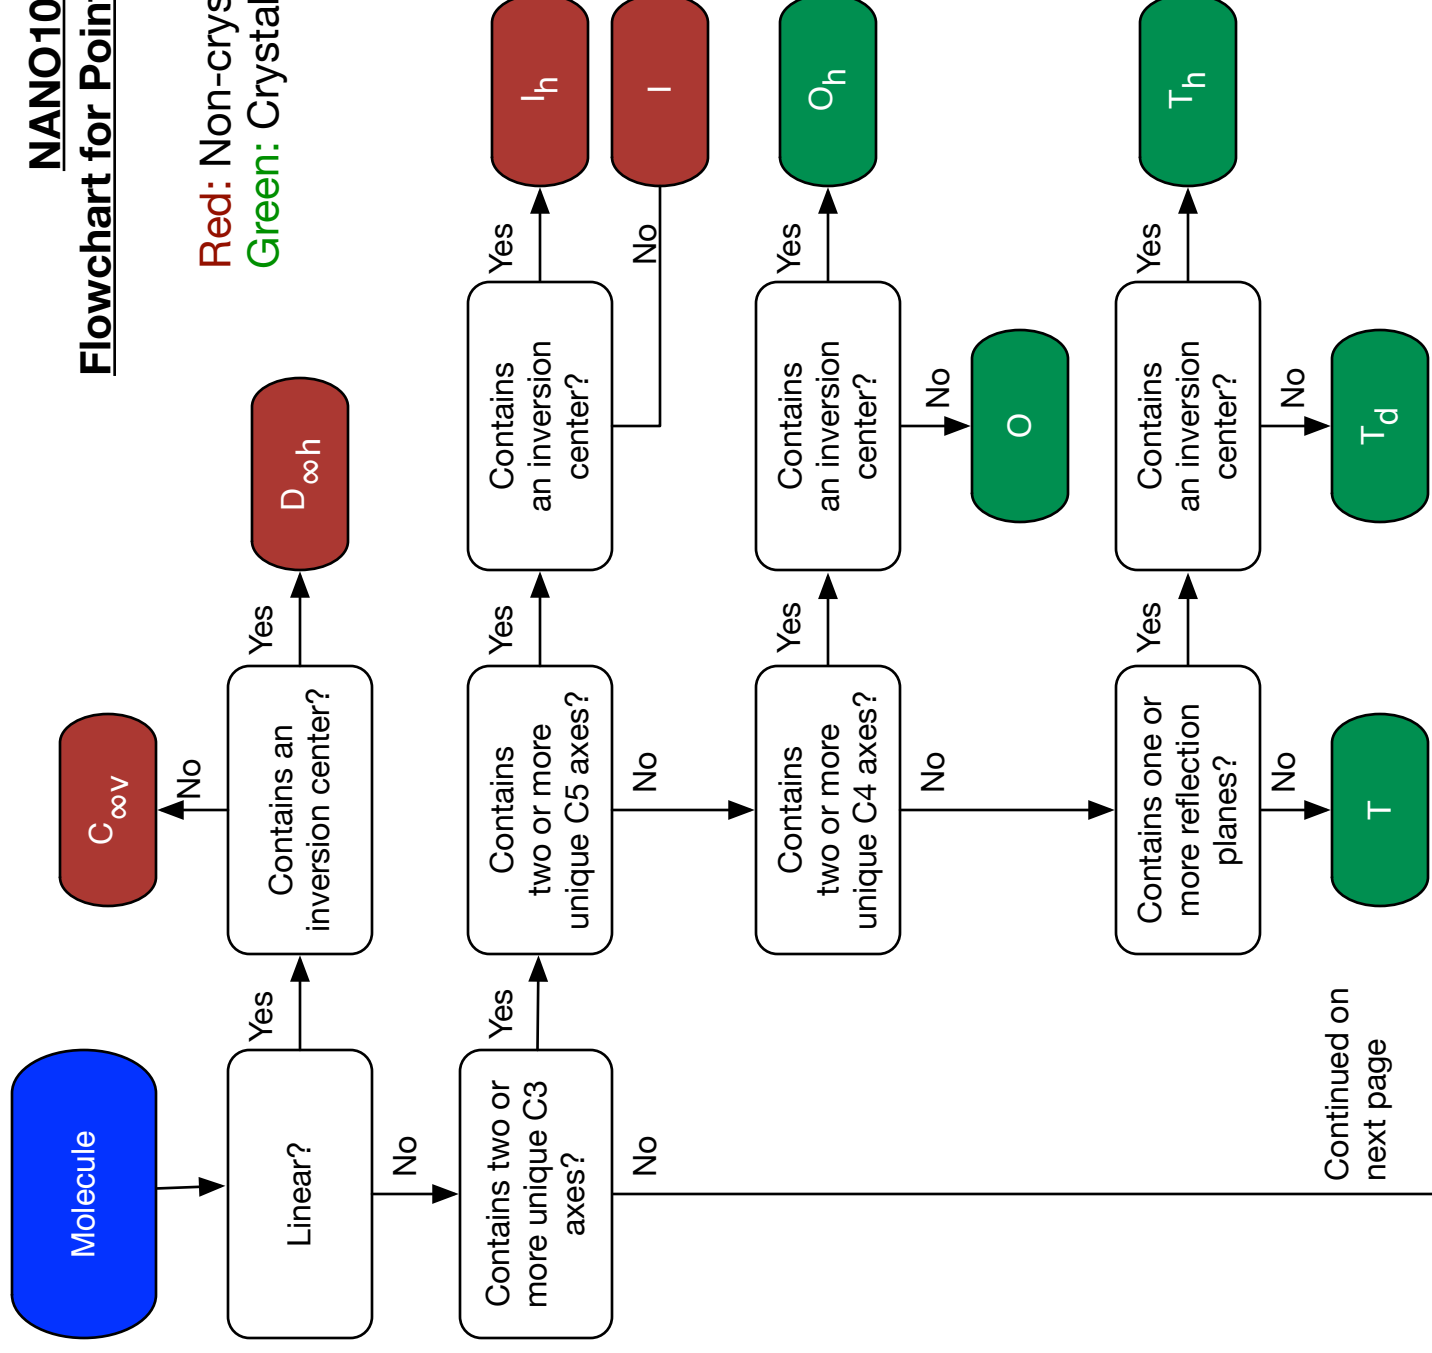 NANO10
Flowchart for Poin
Red: Non-crys
Green: Crystal
Molecule
Linear?
Yes
No
Contains an
inversion center?
No
C∞v
Yes
D∞h
Contains two or
more unique C3
axes?
Yes
No
Contains
two or more
unique C5 axes?
Yes
No
Contains
an inversion
center?
Yes
Ih
No
I
Contains
two or more
unique C4 axes?
Yes
No
Contains
an inversion
center?
Yes
Oh
No
O
Contains one or
more reflection
planes?
Yes
No
T
Contains
an inversion
center?
Yes
Th
No
Td
Continued on
next page